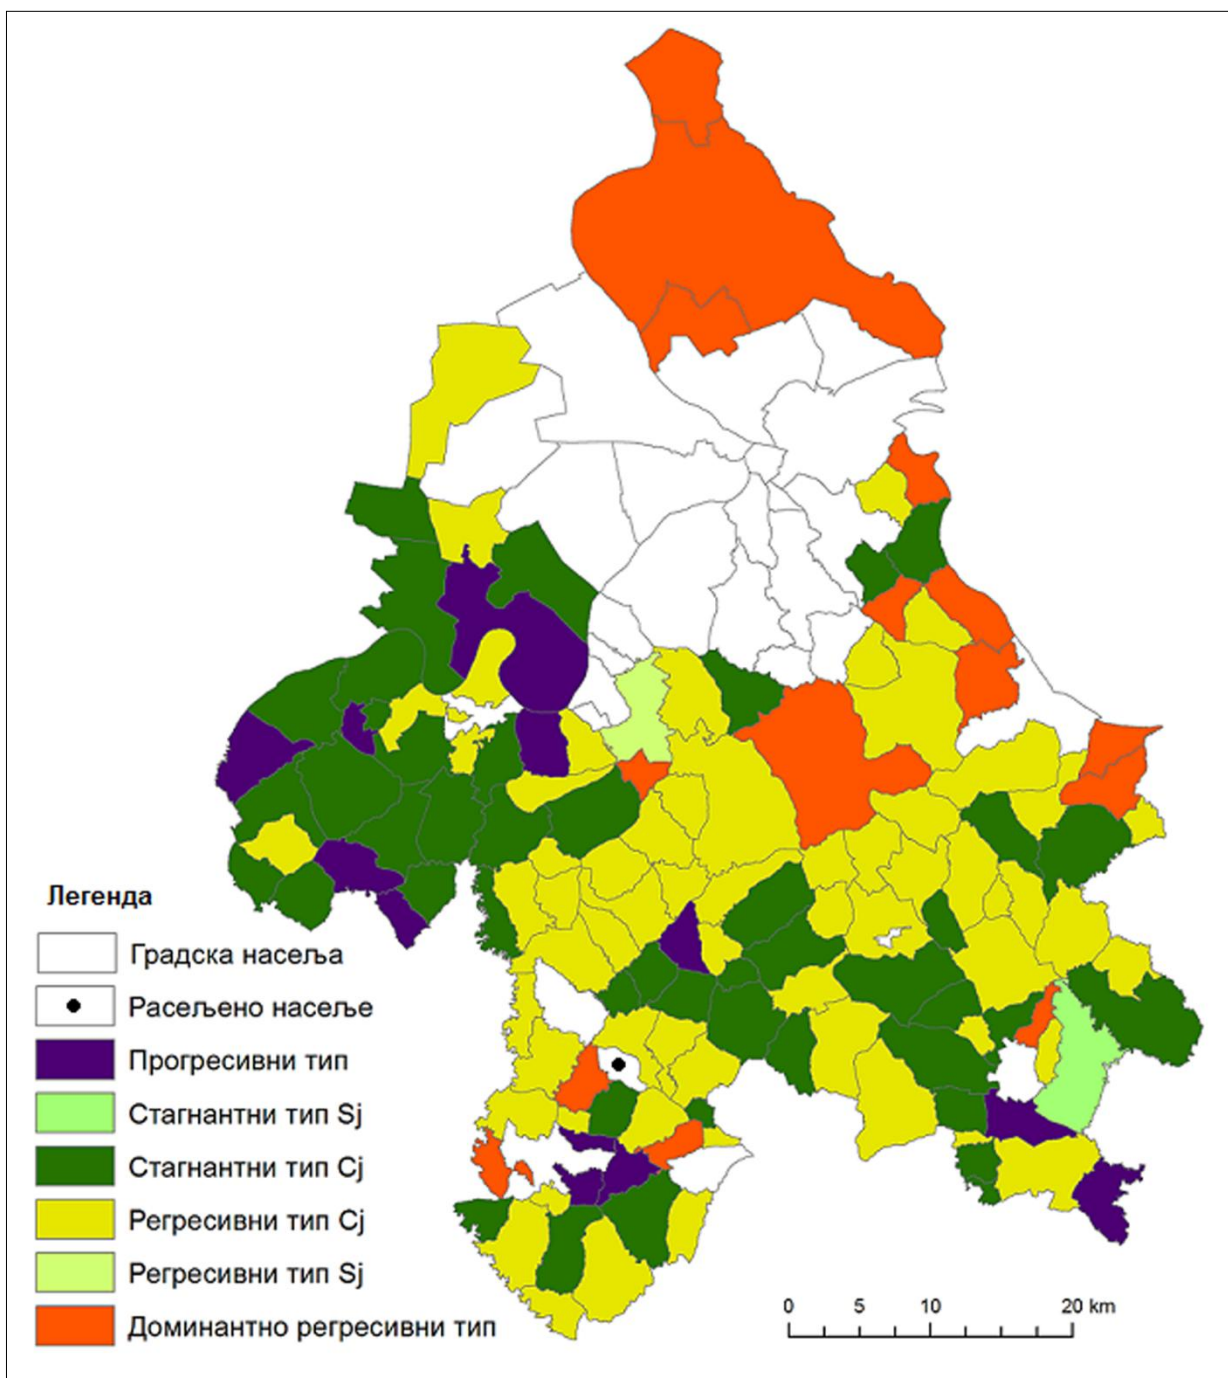 Легенда
Градска насеља
Расељено насеље
Прогресивни тип
Стагнантни тип Sj
Стагнантни тип Cj
Регресивни тип Cj
Регресивни тип Sj
Доминантно регресивни тип
0 5 10 20 km